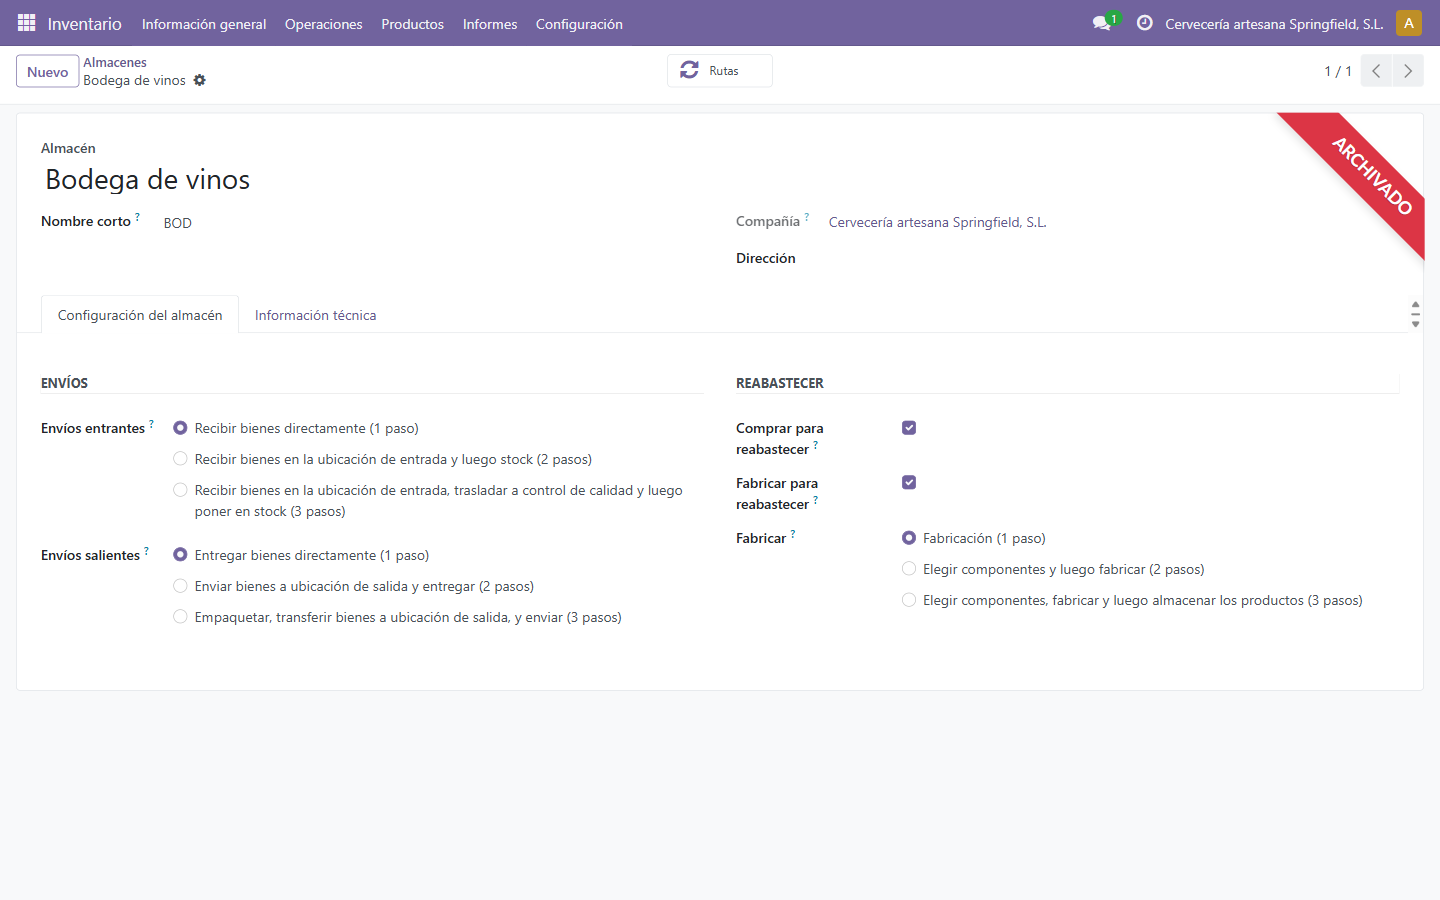 Inventario
Información general
Operaciones
Productos
Informes
Configuración
1
Cervecería artesana Springfield, S.L.
A
Nuevo
Almacenes
Bodega de vinos
Rutas
1 / 1
ARCHIVADO
Almacén
Bodega de vinos
Nombre corto ?
BOD
Compañía ?
Cervecería artesana Springfield, S.L.
Dirección
Configuración del almacén
Información técnica
ENVÍOS
Envíos entrantes ?
Recibir bienes directamente (1 paso)
Recibir bienes en la ubicación de entrada y luego stock (2 pasos)
Recibir bienes en la ubicación de entrada, trasladar a control de calidad y luego
poner en stock (3 pasos)
Envíos salientes ?
Entregar bienes directamente (1 paso)
Enviar bienes a ubicación de salida y entregar (2 pasos)
Empaquetar, transferir bienes a ubicación de salida, y enviar (3 pasos)
REABASTECER
Comprar para
reabastecer ?
Fabricar para
reabastecer ?
Fabricar ?
Fabricación (1 paso)
Elegir componentes y luego fabricar (2 pasos)
Elegir componentes, fabricar y luego almacenar los productos (3 pasos)